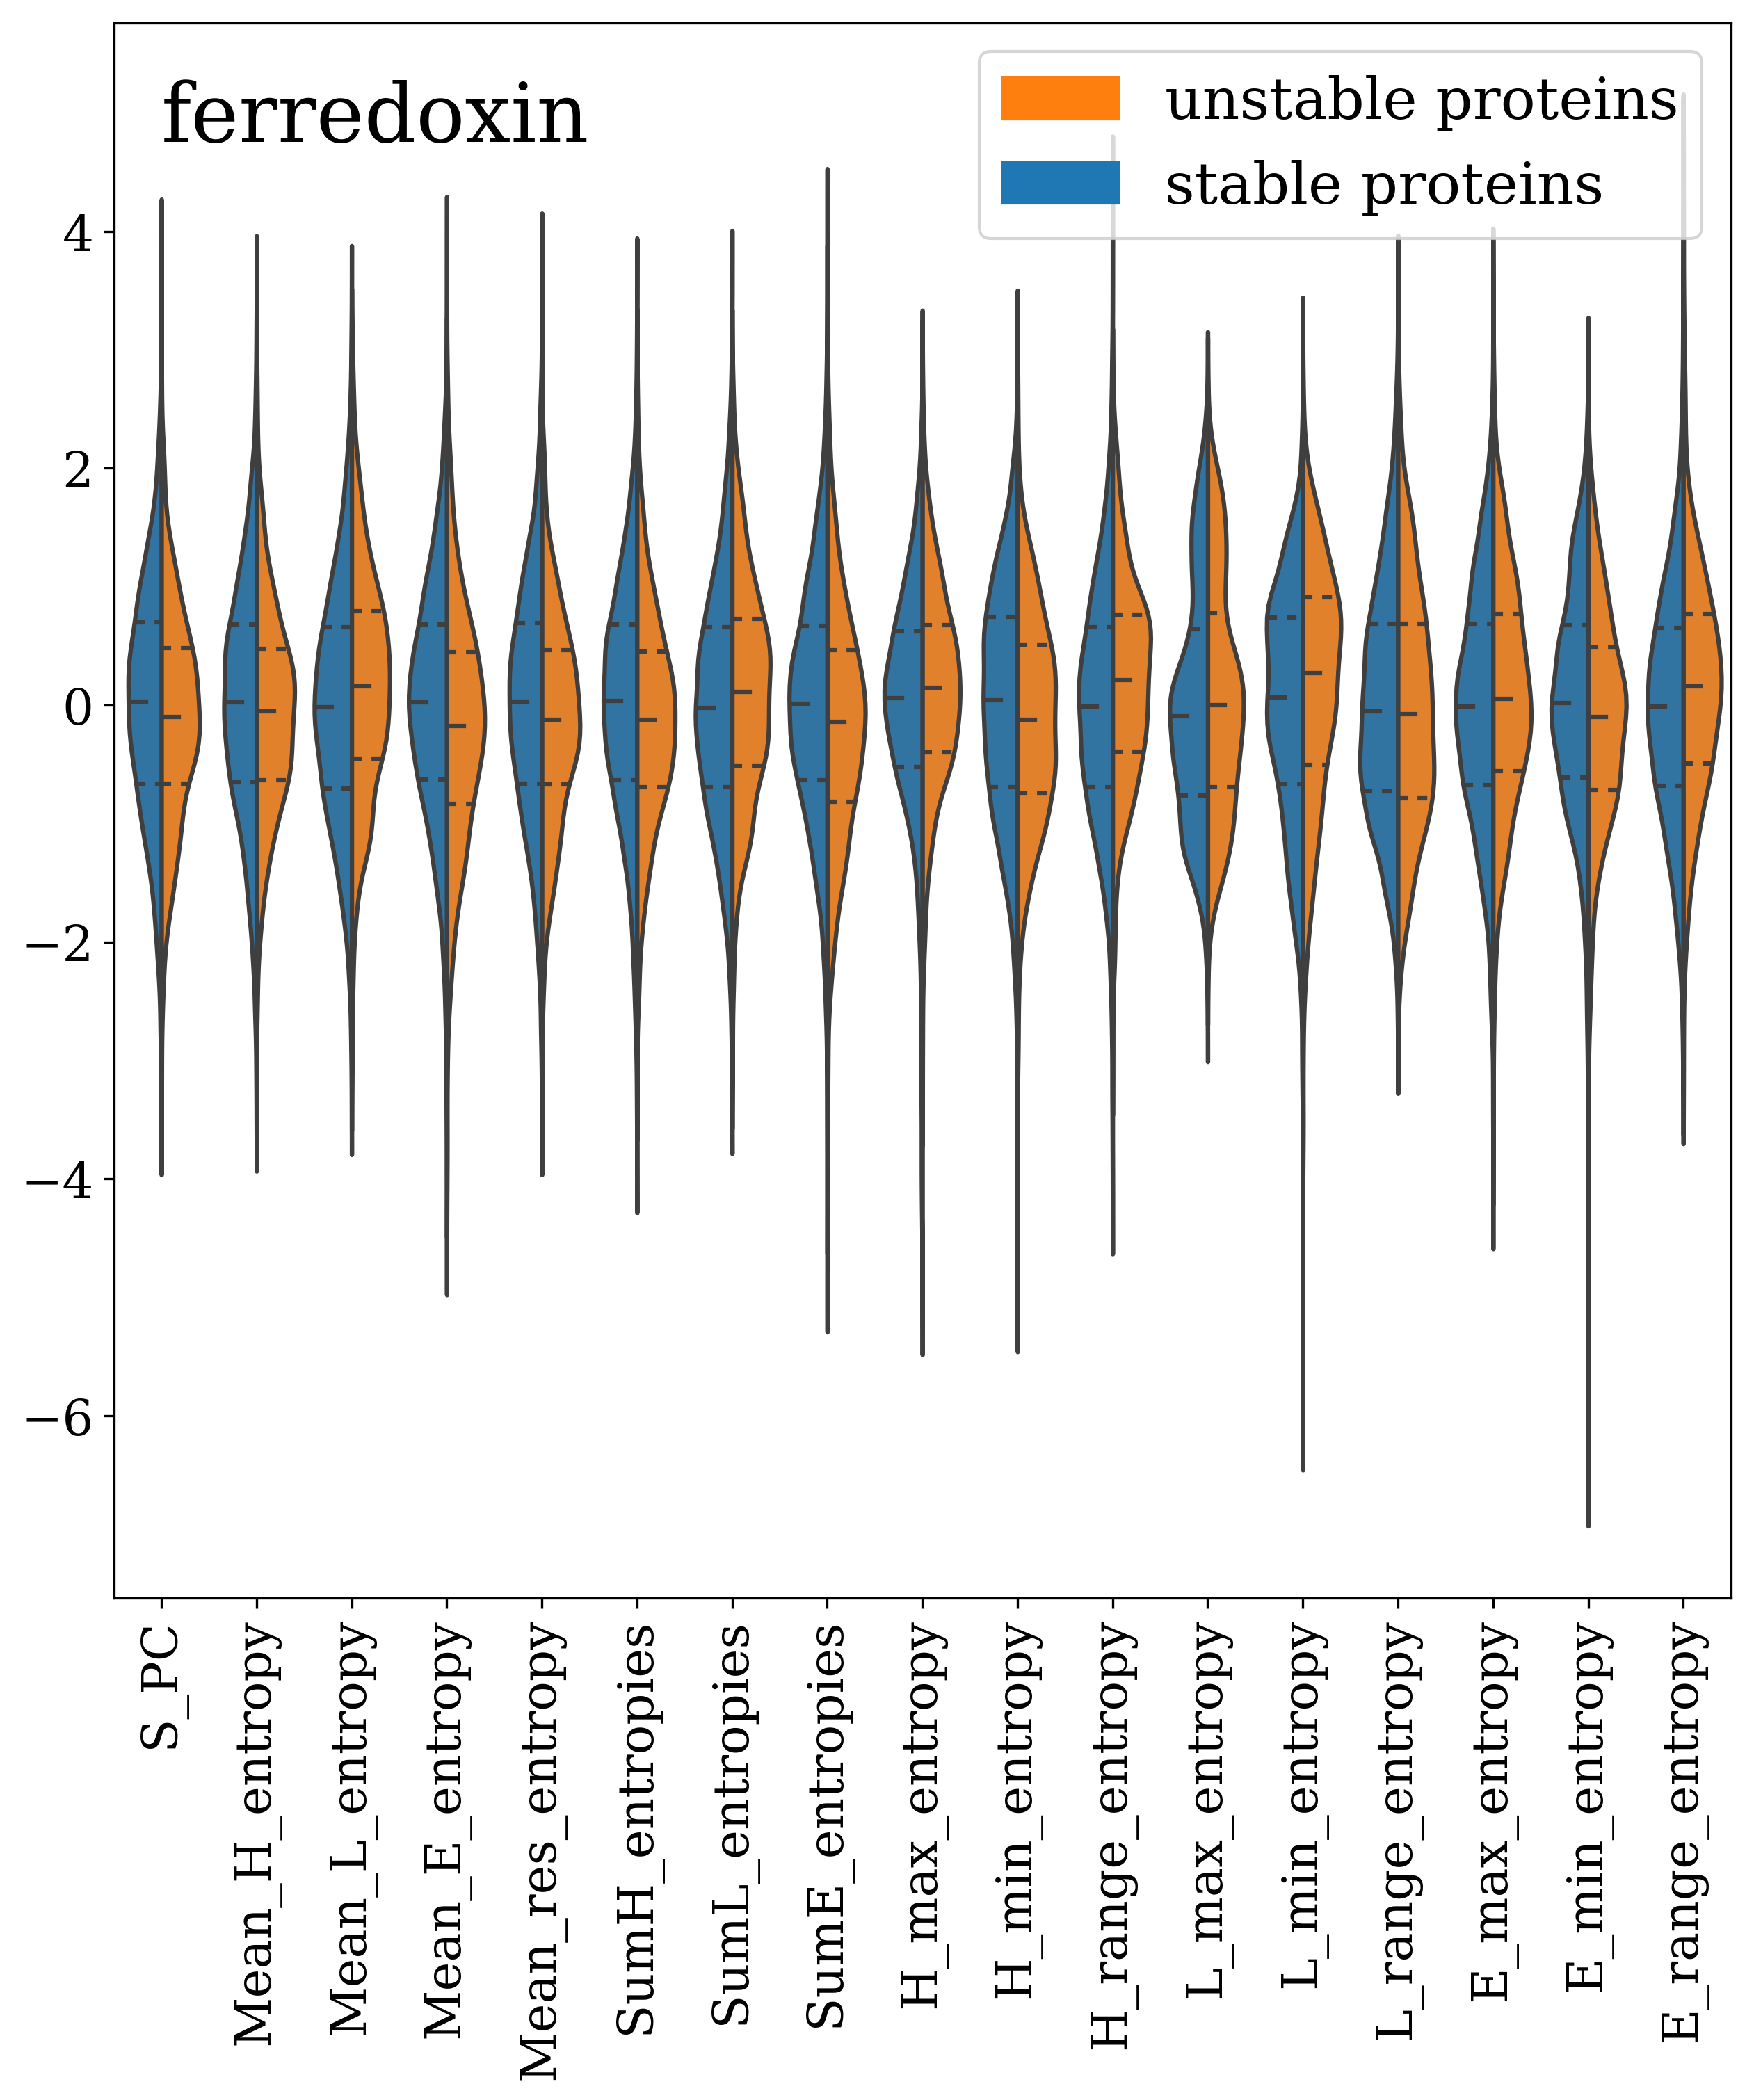 ferredoxin
unstable proteins
stable proteins
4
2
0
−2
−4
−6
S_PC
Mean_H_entropy
Mean_L_entropy
Mean_E_entropy
Mean_res_entropy
SumH_entropies
SumL_entropies
SumE_entropies
H_max_entropy
H_min_entropy
H_range_entropy
L_max_entropy
L_min_entropy
L_range_entropy
E_max_entropy
E_min_entropy
E_range_entropy